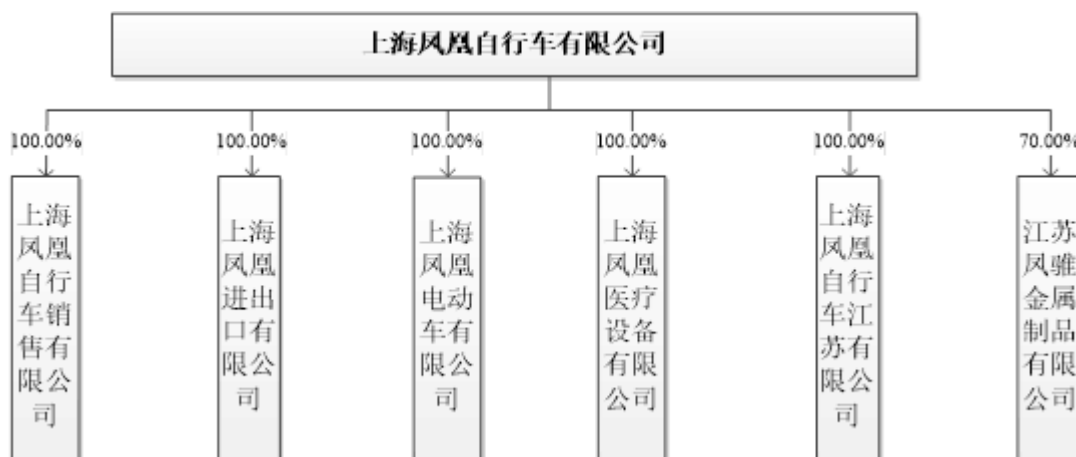 上海凤凰自行车有限公司
100.00%
100.00%
100.00%
100.00%
100.00%
70.00%
上海
凤凰
自行
车销
售有
限公
司
上海
凤凰
进出
口有
限公
司
上海
凤凰
电动
车有
限公
司
上海
凤凰
医疗
设备
有限
公司
上海
凤凰
自行
车江
苏有
限公
司
江苏
凤骓
金属
制品
有限
公司